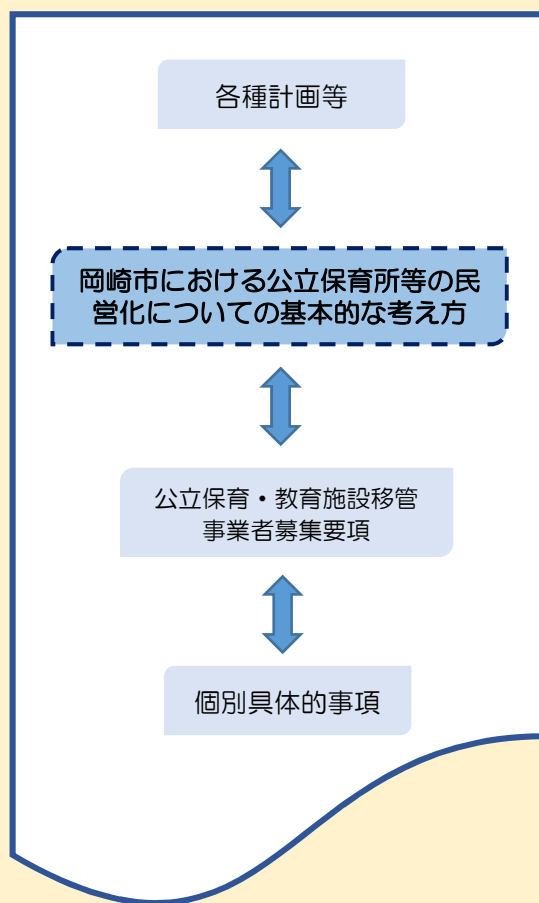 各種計画等
岡崎市における公立保育所等の民
営化についての基本的な考え方
公立保育・教育施設移管
事業者募集要項
個別具体的事項